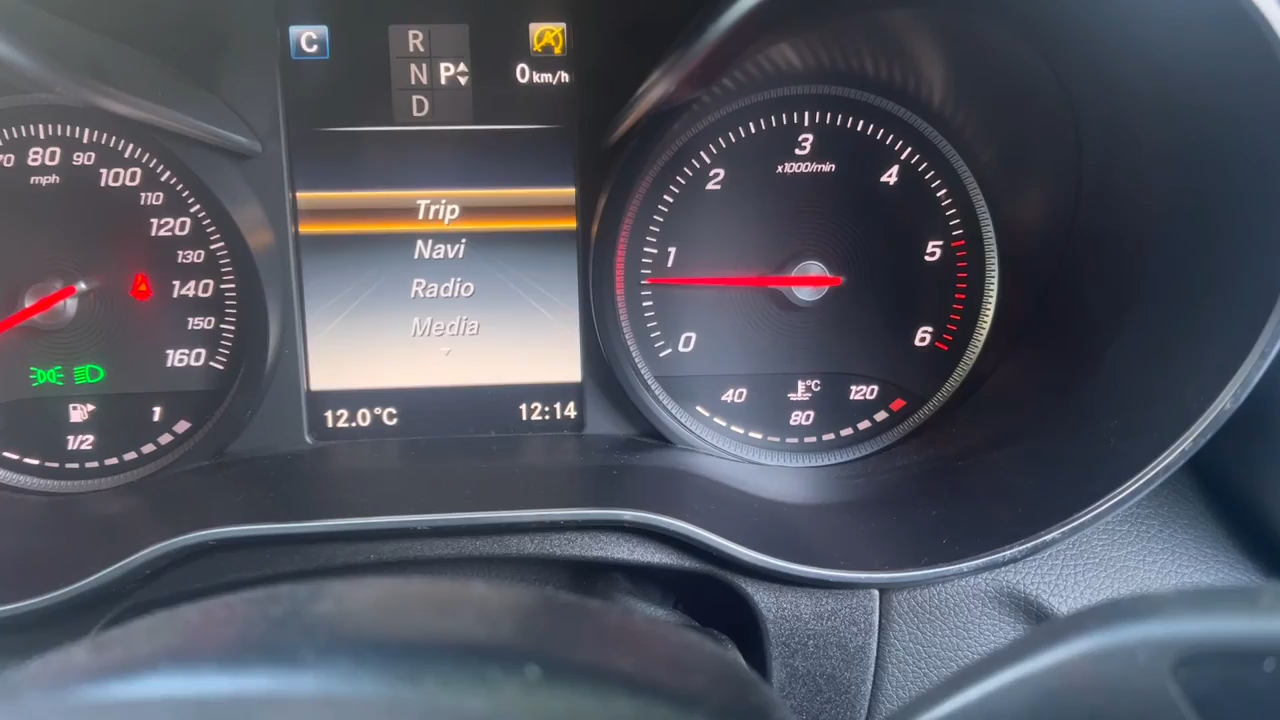 C
R
N P
D
0 km/h
70 80 90
mph
100
110
120
130
140
150
160
1
1/2
Trip
Navi
Radio
Media
12.0°C 12:14
0
1
2
3
4
5
6
x1000/min
40
°C
80
120